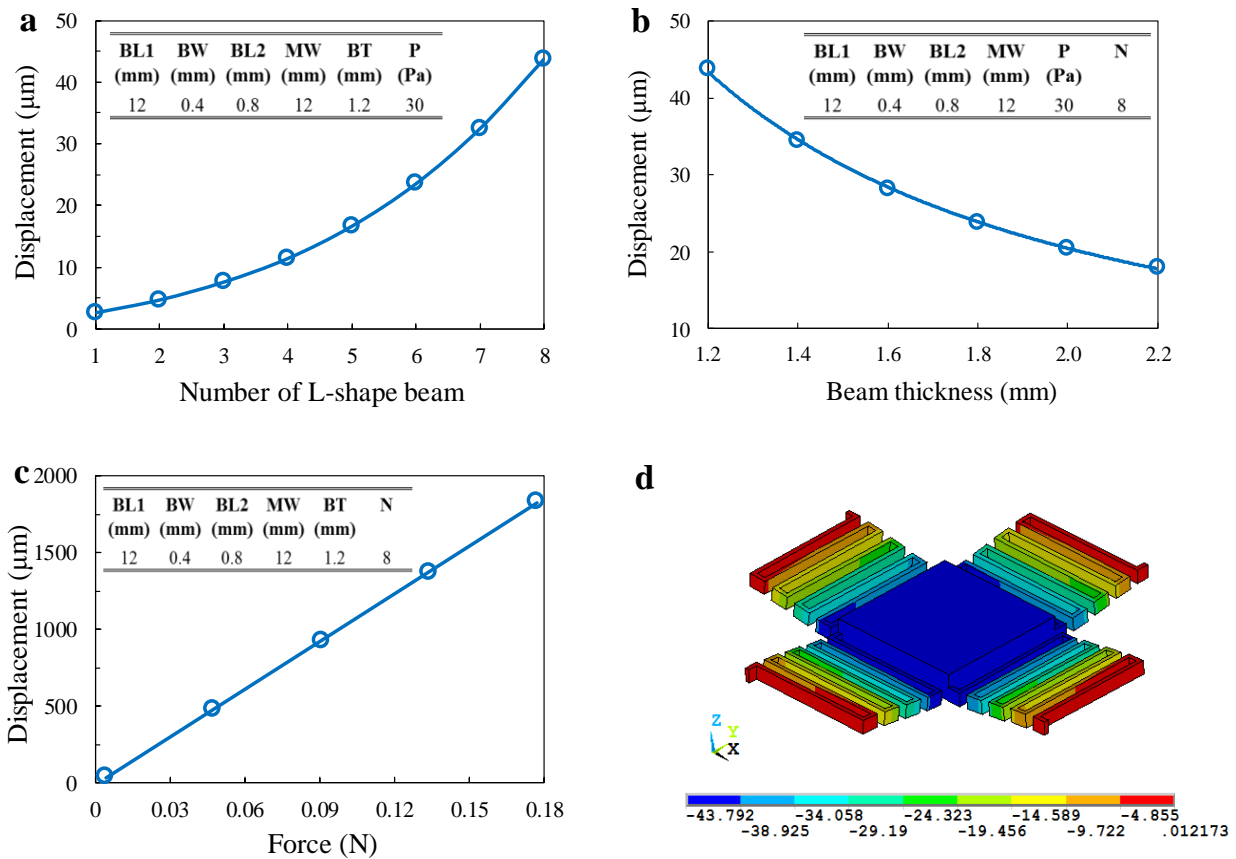 a
50
40
30
20
10
0
Displacement (μm)
BL1 BW BL2 MW BT P
(mm) (mm) (mm) (mm) (mm) (Pa)
12 0.4 0.8 12 1.2 30
1 2 3 4 5 6 7 8
Number of L-shape beam
b
50
40
30
20
10
Displacement (μm)
BL1 BW BL2 MW P N
(mm) (mm) (mm) (mm) (Pa)
12 0.4 0.8 12 30 8
1.2 1.4 1.6 1.8 2.0 2.2
Beam thickness (mm)
c
2000
1500
1000
500
0
Displacement (μm)
BL1 BW BL2 MW BT N
(mm) (mm) (mm) (mm) (mm)
12 0.4 0.8 12 1.2 8
0 0.03 0.06 0.09 0.12 0.15 0.18
Force (N)
d
Z
Y
X
-43.792 -34.058 -24.323 -14.589 -4.855
-38.925 -29.19 -19.456 -9.722 .012173